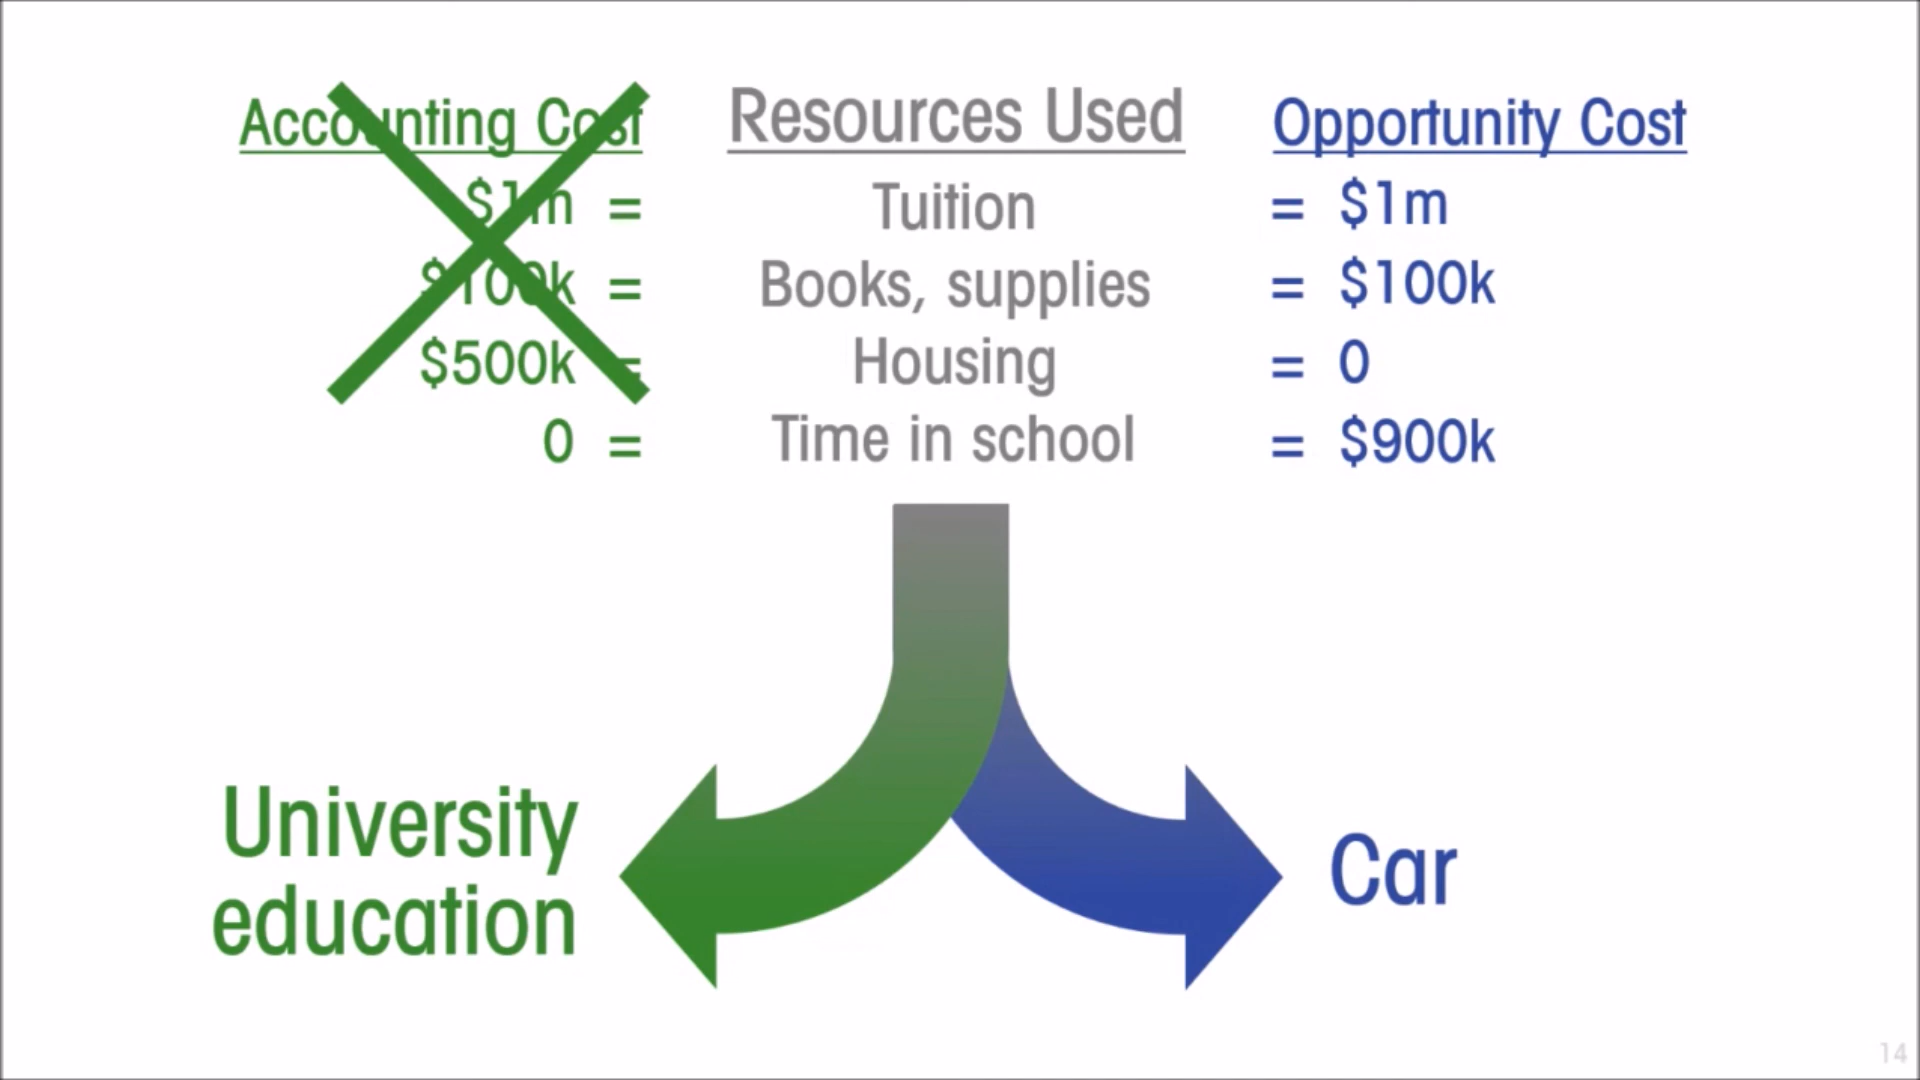 Accounting Cost Resources Used Opportunity Cost
$1m = Tuition = $1m
$100k = Books, supplies = $100k
$500k = Housing = 0
0 = Time in school = $900k
University
education
Car
14